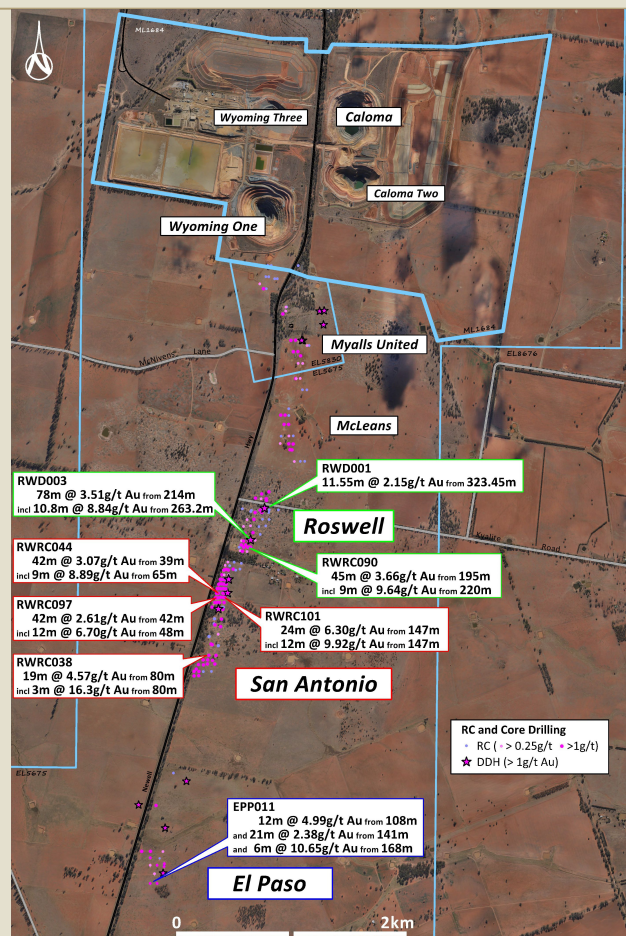 N
ML1684
Wyoming Three
Caloma
Caloma Two
Wyoming One
ML1684
Myalls United
McNivens Lane
EL5830
EL5675
EL8676
McLeans
Hwy
RWD003
78m @ 3.51g/t Au from 214m
incl 10.8m @ 8.84g/t Au from 263.2m
RWD001
11.55m @ 2.15g/t Au from 323.45m
Roswell
Kyalite Road
RWRC044
42m @ 3.07g/t Au from 39m
incl 9m @ 8.89g/t Au from 65m
RWRC090
45m @ 3.66g/t Au from 195m
incl 9m @ 9.64g/t Au from 220m
RWRC097
42m @ 2.61g/t Au from 42m
incl 12m @ 6.70g/t Au from 48m
RWRC101
24m @ 6.30g/t Au from 147m
incl 12m @ 9.92g/t Au from 147m
RWRC038
19m @ 4.57g/t Au from 80m
incl 3m @ 16.3g/t Au from 80m
San Antonio
RC and Core Drilling
RC ( > 0.25g/t >1g/t)
DDH (> 1g/t Au)
EL5675
Newell
EPP011
12m @ 4.99g/t Au from 108m
and 21m @ 2.38g/t Au from 141m
and 6m @ 10.65g/t Au from 168m
El Paso
0 2km